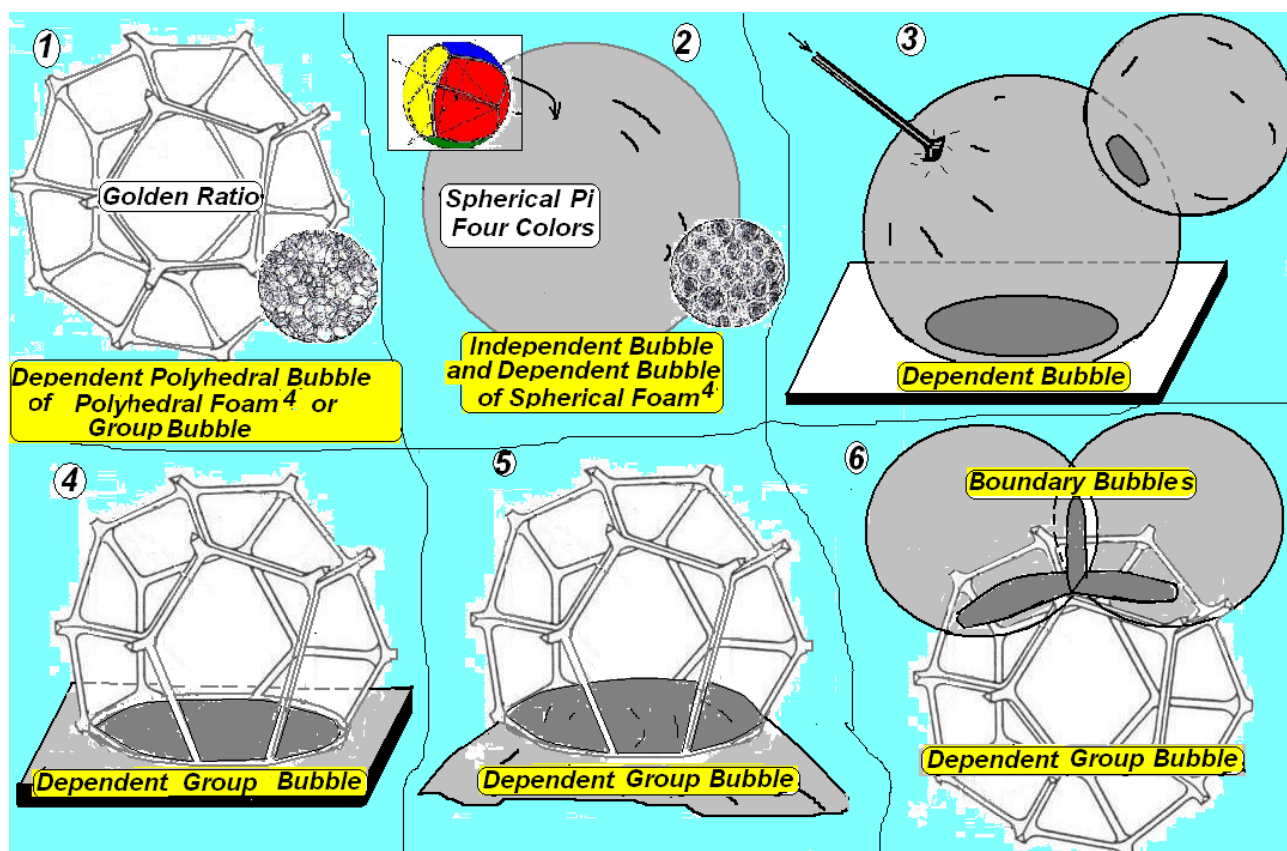 1
Golden Ratio
Dependent Polyhedral Bubble
of Polyhedral Foam4 or
Group Bubble
2
Spherical Pi
Four Colors
Independent Bubble
and Dependent Bubble
of Spherical Foam4
3
Dependent Bubble
4
Dependent Group Bubble
5
Dependent Group Bubble
6
Boundary Bubbles
Dependent Group Bubble